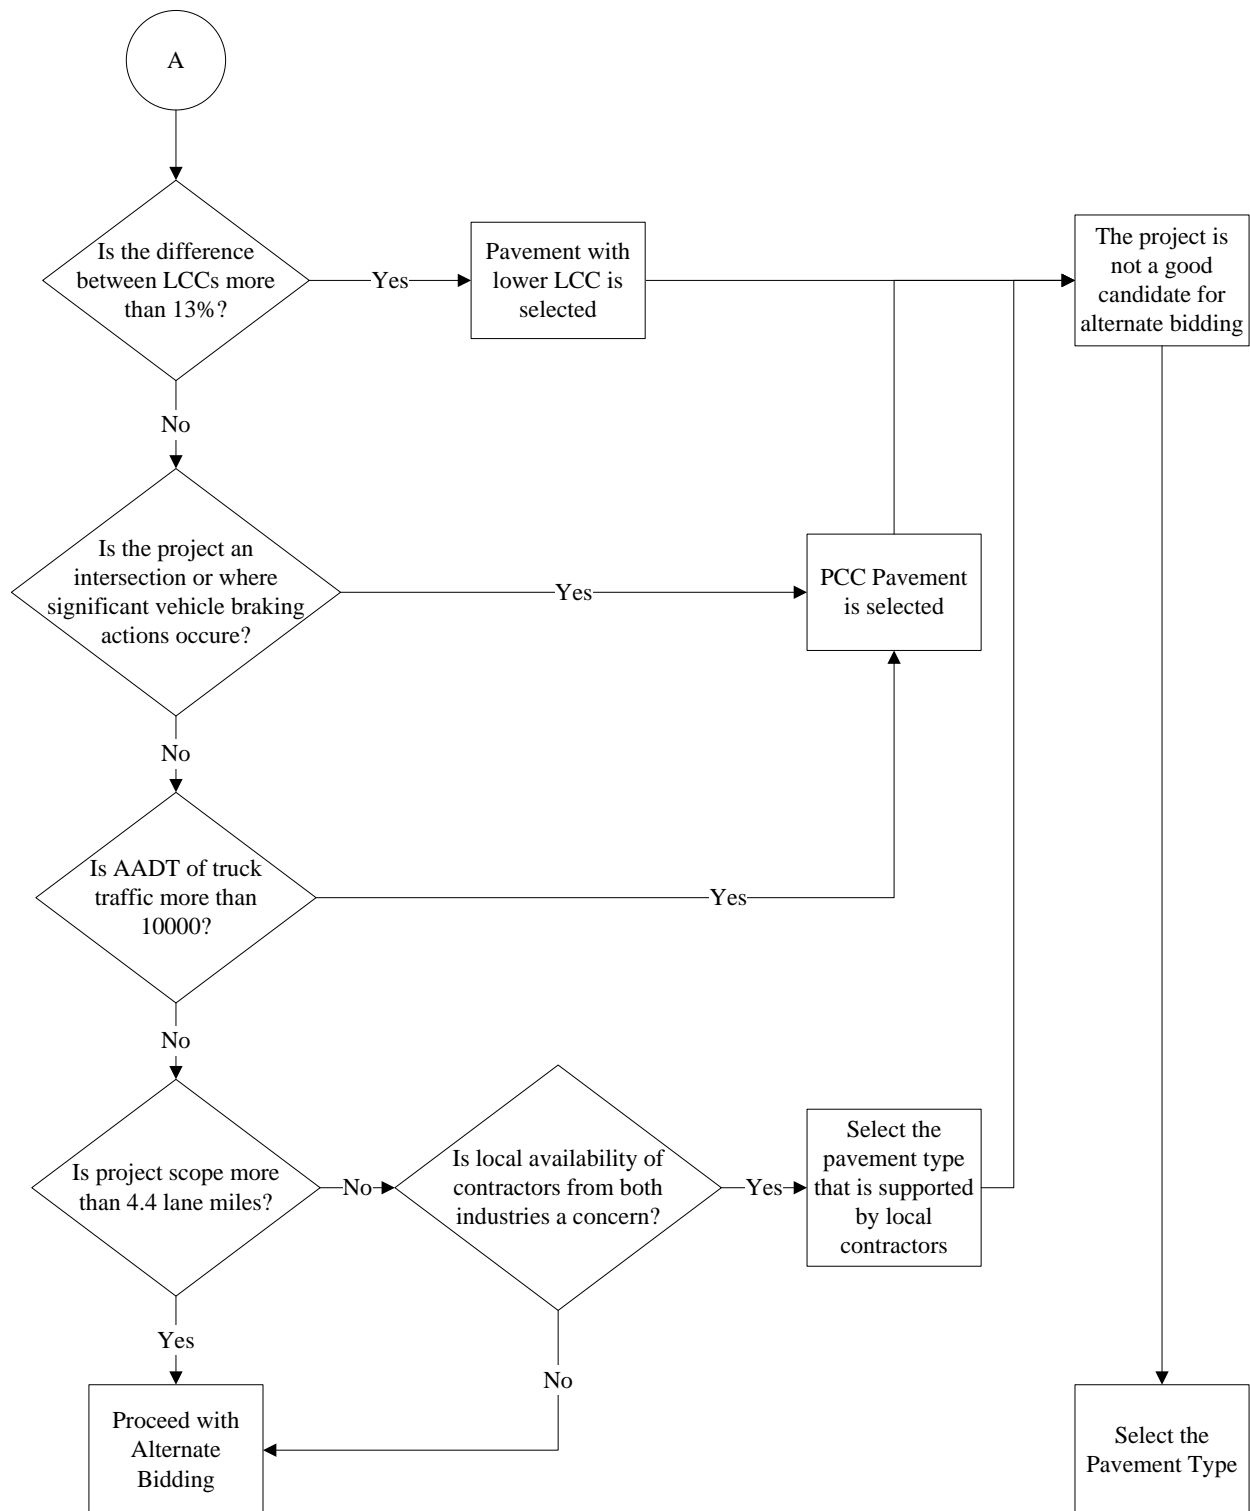 A
Is the difference
between LCCs more
than 13%?
Yes
Pavement with
lower LCC is
selected
The project is
not a good
candidate for
alternate bidding
No
Is the project an
intersection or where
significant vehicle braking
actions occure?
Yes
PCC Pavement
is selected
No
Is AADT of truck
traffic more than
10000?
Yes
No
Is project scope more
than 4.4 lane miles?
No
Is local availability of
contractors from both
industries a concern?
Yes
Select the
pavement type
that is supported
by local
contractors
Yes
No
Proceed with
Alternate
Bidding
Select the
Pavement Type